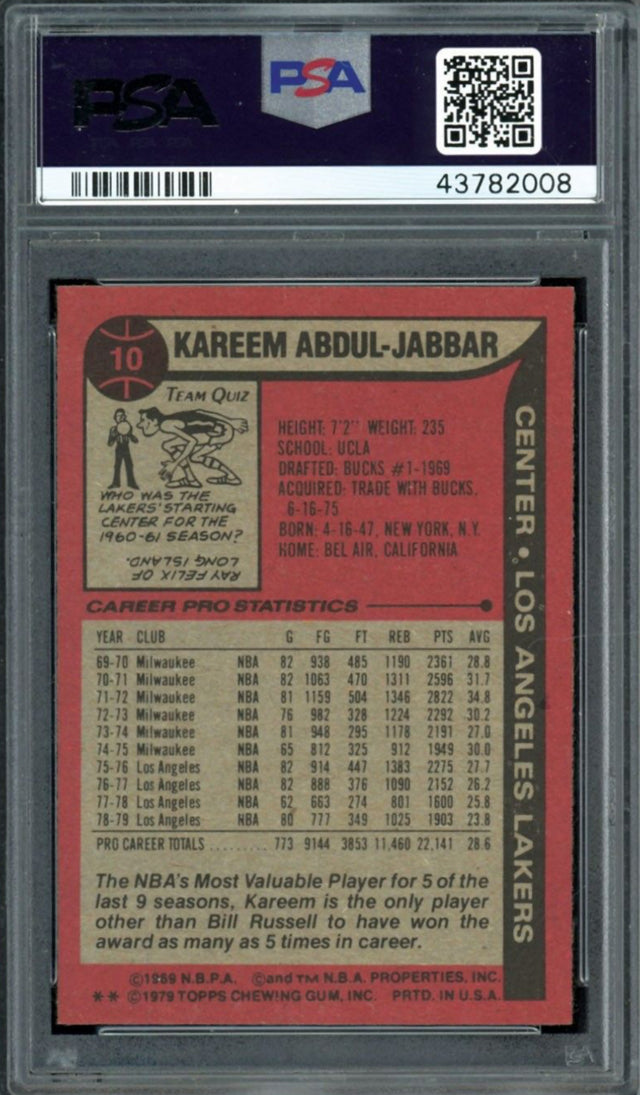 PSA
PSA
43782008
10
KAREEM ABDUL-JABBAR
TEAM QUIZ
WHO WAS THE
LAKERS' STARTING
CENTER FOR THE
1960-61 SEASON?
RAY FELIX OF
LONG ISLAND.
HEIGHT: 7'2" WEIGHT: 235
SCHOOL: UCLA
DRAFTED: BUCKS #1-1969
ACQUIRED: TRADE WITH BUCKS,
6-16-75
BORN: 4-16-47, NEW YORK, N.Y.
HOME: BEL AIR, CALIFORNIA
CENTER • LOS ANGELES LAKERS
CAREER PRO STATISTICS
YEAR CLUB G FG FT REB PTS AVG
69-70 Milwaukee NBA 82 938 485 1190 2361 28.8
70-71 Milwaukee NBA 82 1063 470 1311 2596 31.7
71-72 Milwaukee NBA 81 1159 504 1346 2822 34.8
72-73 Milwaukee NBA 76 982 328 1224 2292 30.2
73-74 Milwaukee NBA 81 948 295 1178 2191 27.0
74-75 Milwaukee NBA 65 812 325 912 1949 30.0
75-76 Los Angeles NBA 82 914 447 1383 2275 27.7
76-77 Los Angeles NBA 82 888 376 1090 2152 26.2
77-78 Los Angeles NBA 62 663 274 801 1600 25.8
78-79 Los Angeles NBA 80 777 349 1025 1903 23.8
PRO CAREER TOTALS ......... 773 9144 3853 11,460 22,141 28.6
The NBA's Most Valuable Player for 5 of the
last 9 seasons, Kareem is the only player
other than Bill Russell to have won the
award as many as 5 times in career.
©1969 N.B.P.A. ©and TM N.B.A. PROPERTIES, INC.
** ©1979 TOPPS CHEWING GUM, INC. PRTD. IN U.S.A.